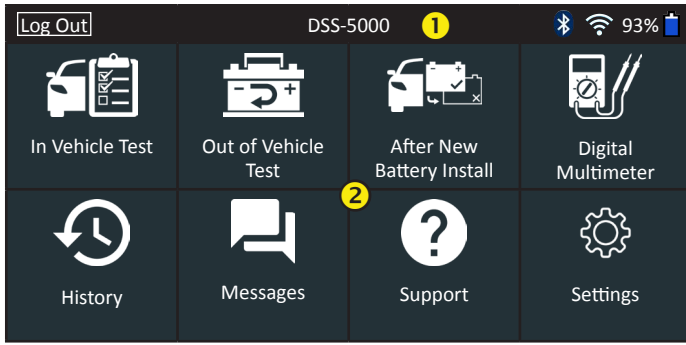 Log Out DSS-5000 1 93%
In Vehicle Test Out of Vehicle Test After New Battery Install Digital Multimeter
2
History Messages Support Settings